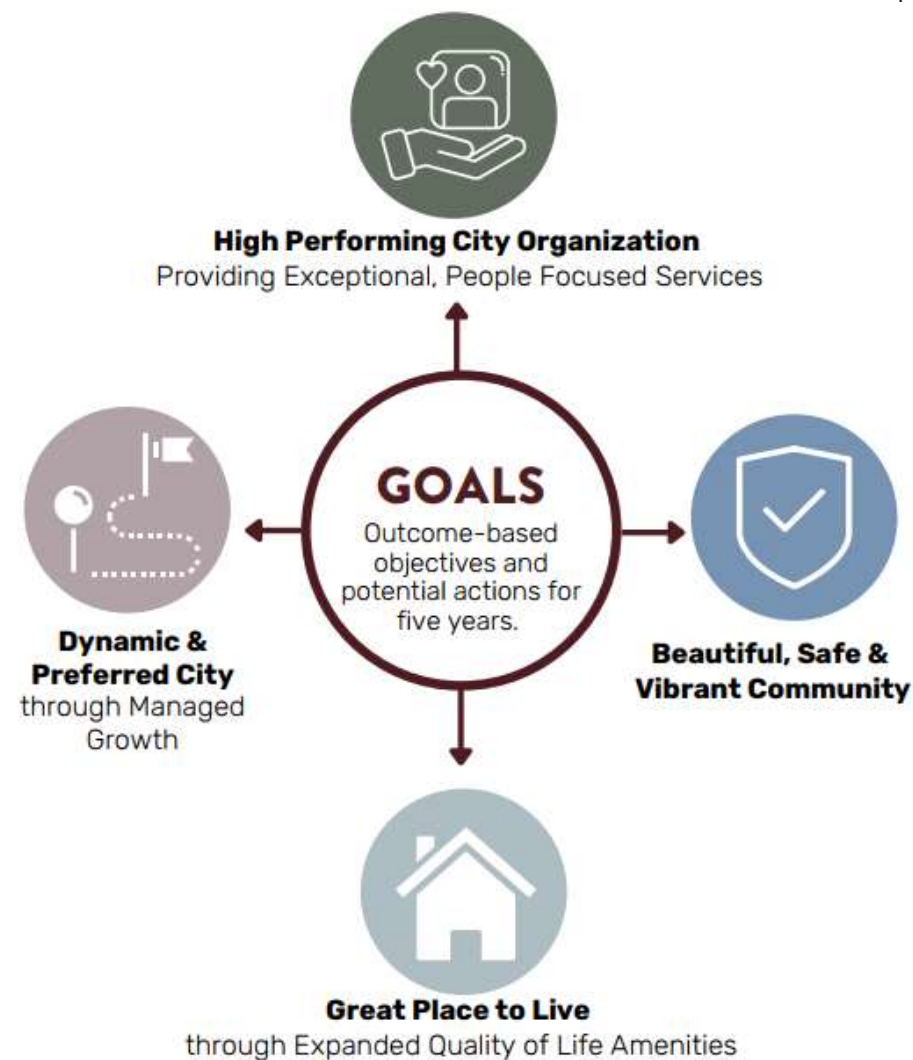 High Performing City Organization
Providing Exceptional, People Focused Services
GOALS
Outcome-based
objectives and
potential actions for
five years.
Dynamic &
Preferred City
through Managed
Growth
Beautiful, Safe &
Vibrant Community
Great Place to Live
through Expanded Quality of Life Amenities